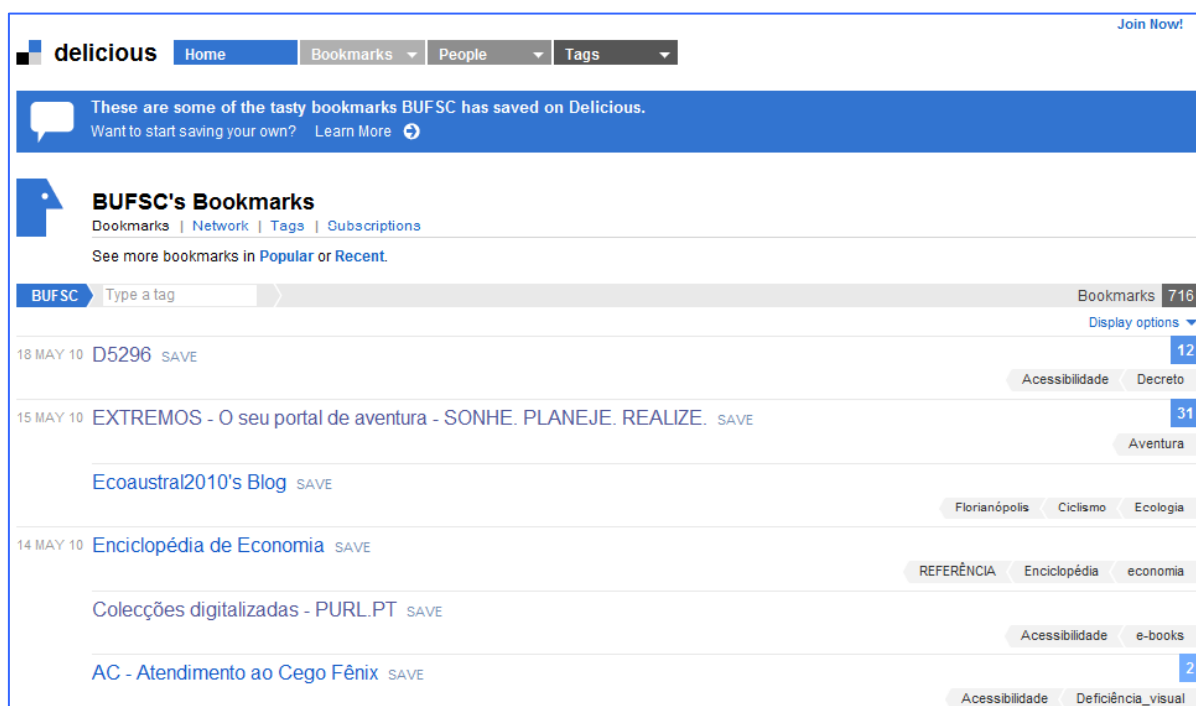 Join Now!
delicious Home Bookmarks People Tags
These are some of the tasty bookmarks BUFSC has saved on Delicious.
Want to start saving your own? Learn More
BUFSC's Bookmarks
Bookmarks | Network | Tags | Subscriptions
See more bookmarks in Popular or Recent.
BUFSC Type a tag Bookmarks 716
Display options
18 MAY 10 D5296 SAVE 12
Acessibilidade Decreto
15 MAY 10 EXTREMOS - O seu portal de aventura - SONHE. PLANEJE. REALIZE. SAVE 31
Aventura
Ecoaustral2010's Blog SAVE
Florianópolis Ciclismo Ecologia
14 MAY 10 Enciclopédia de Economia SAVE
REFERÊNCIA Enciclopédia economia
Colecções digitalizadas - PURL.PT SAVE
Acessibilidade e-books
AC - Atendimento ao Cego Fênix SAVE 2
Acessibilidade Deficiência_visual